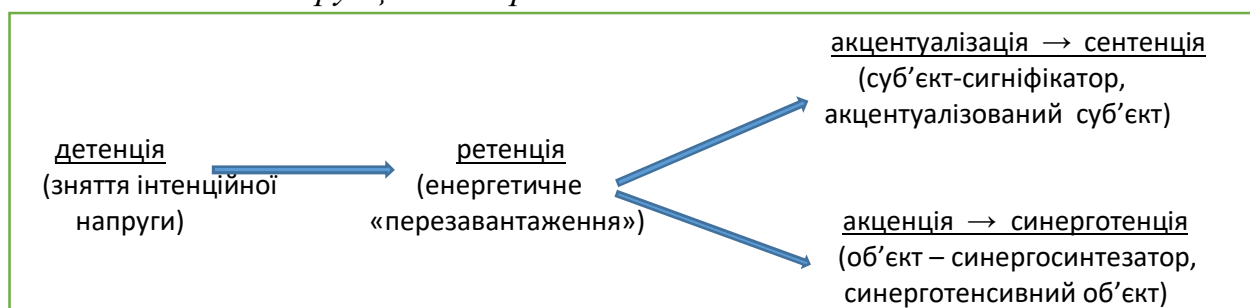 детенція
(зняття інтенційної
напруги)
ретенція
(енергетичне
«перезавантаження»)
акцентуалізація → сентенція
(суб’єкт-сигніфікатор,
акцентуалізований суб’єкт)
акценція → синерготенція
(об’єкт – синергосинтезатор,
синерготенсивний об’єкт)